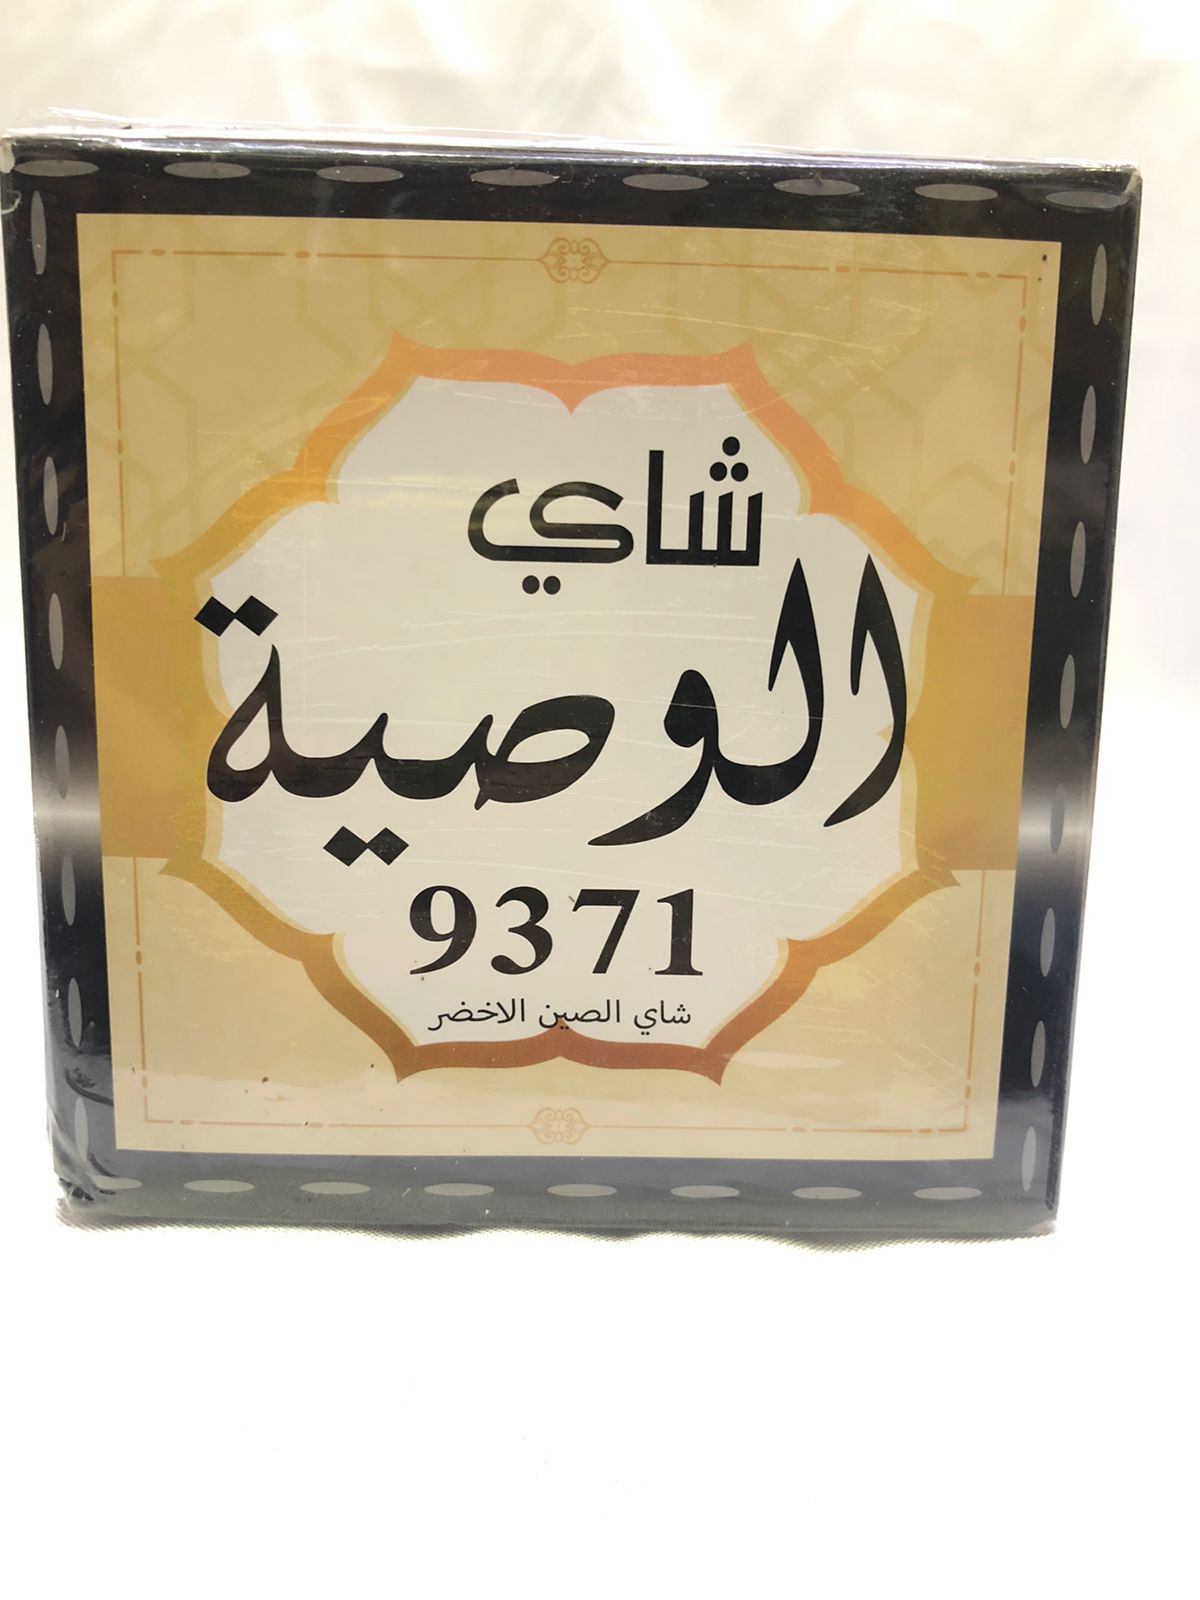 شاي
الوصية
9371
شاي الصين الاخضر